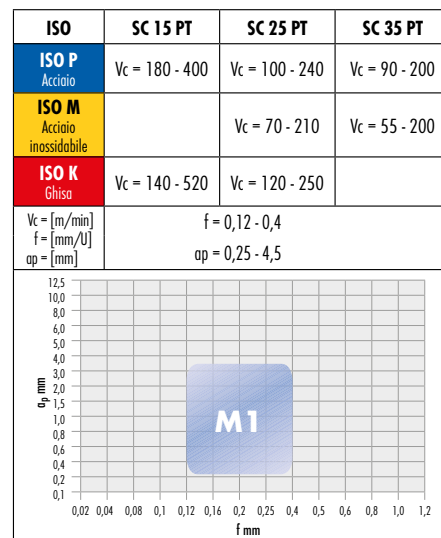 ISO SC 15 PT SC 25 PT SC 35 PT
ISO P
Acciaio
Vc = 180 - 400 Vc = 100 - 240 Vc = 90 - 200
ISO M
Acciaio
inossidabile
Vc = 70 - 210 Vc = 55 - 200
ISO K
Ghisa
Vc = 140 - 520 Vc = 120 - 250
Vc = [m/min]
f = [mm/U]
ap = [mm]
f = 0,12 - 0,4
ap = 0,25 - 4,5
12,5
10,0
8,0
6,0
5,0
4,0
3,0
2,0
1,5
1,0
0,8
0,6
0,4
0,2
0,1
ap mm
M1
0,02 0,04 0,08 0,1 0,12 0,16 0,2 0,25 0,4 0,5 0,6 0,8 1,0 1,2
f mm